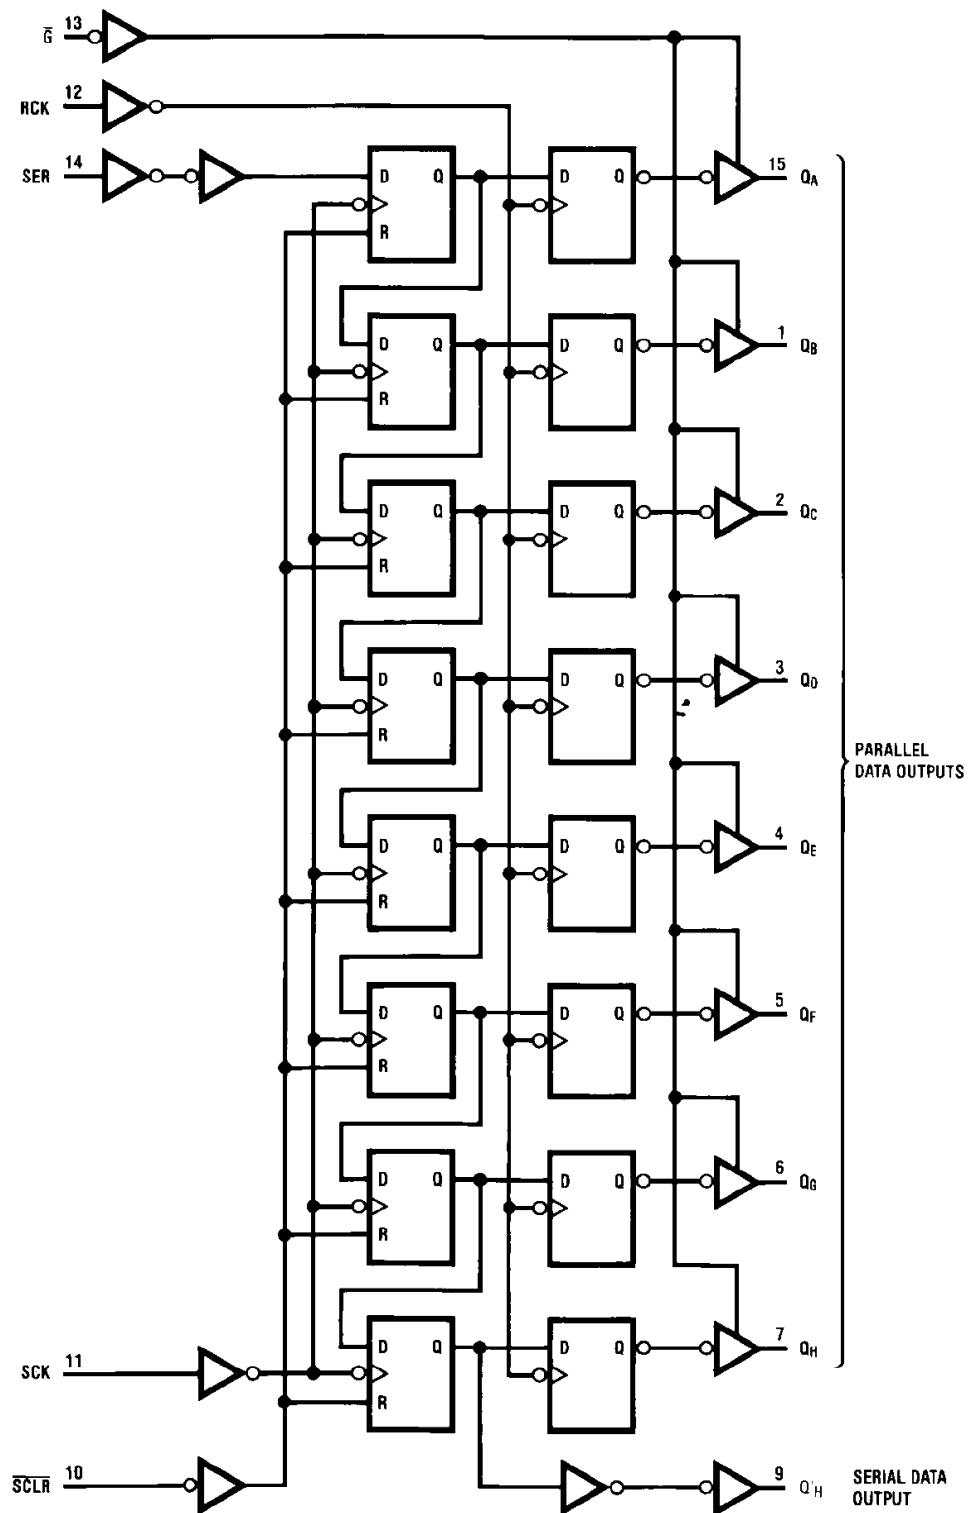 G̅ 13
RCK 12
SER 14
D Q D Q 15 QA
R
D Q D Q 1 QB
R
D Q D Q 2 QC
R
D Q D Q 3 QD
R
PARALLEL
DATA OUTPUTS
D Q D Q 4 QE
R
D Q D Q 5 QF
R
D Q D Q 6 QG
R
D Q D Q 7 QH
SCK 11
R
S̅C̅L̅R̅ 10
9 Q'H
SERIAL DATA
OUTPUT